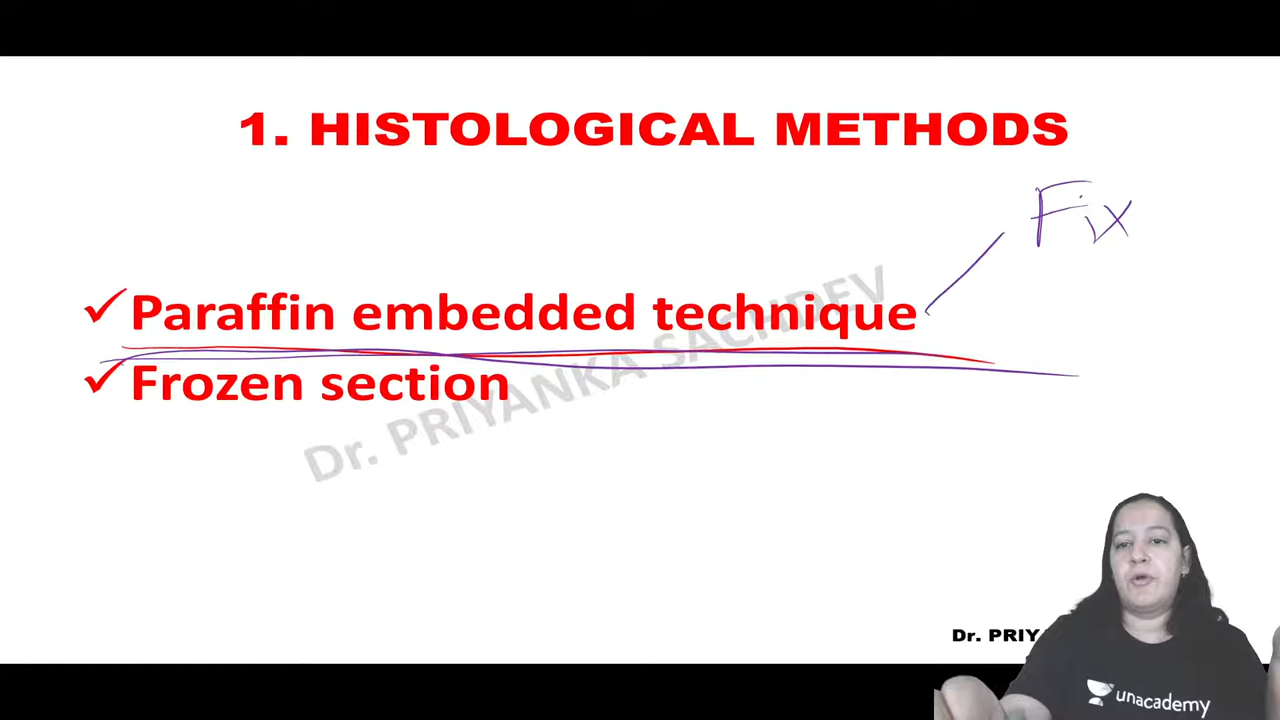 1. HISTOLOGICAL METHODS
Fix
✓Paraffin embedded technique
✓Frozen section
Dr. PRIYANKA SACHDEV
Dr. PRIY
unacademy